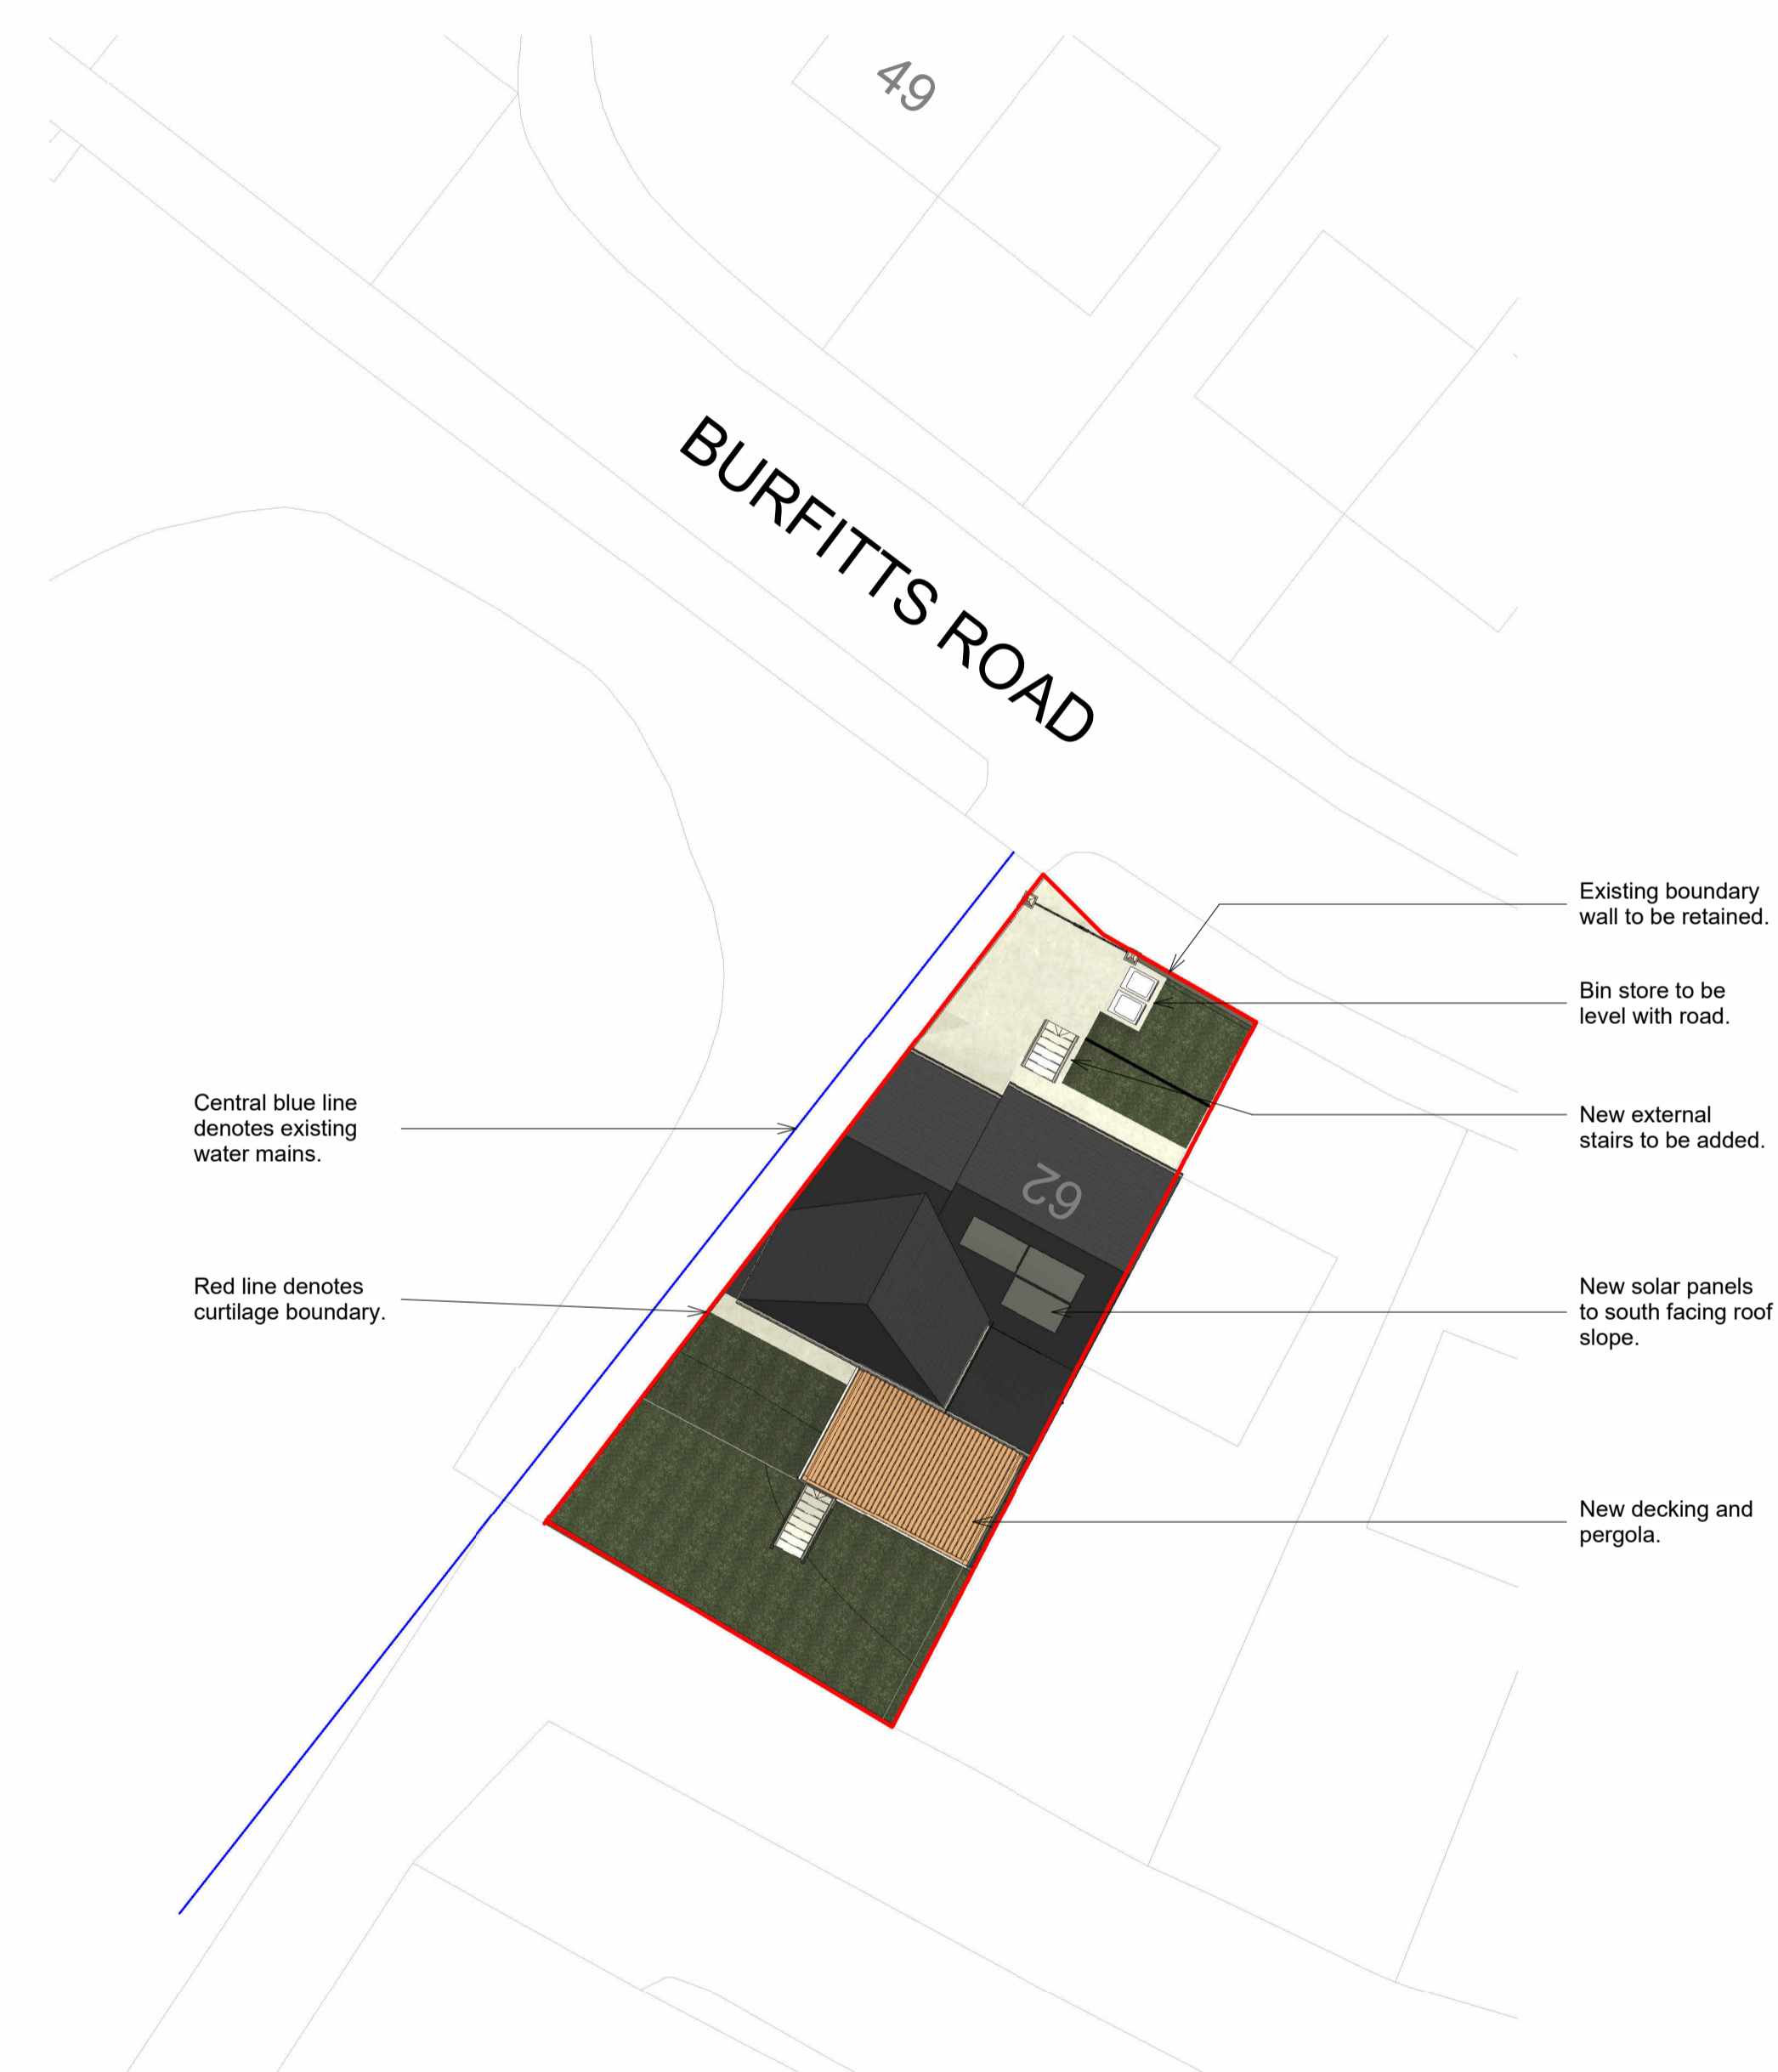 49
BURFITTS ROAD
Existing boundary
wall to be retained.
Bin store to be
level with road.
Central blue line
denotes existing
water mains.
New external
stairs to be added.
62
Red line denotes
curtilage boundary.
New solar panels
to south facing roof
slope.
New decking and
pergola.